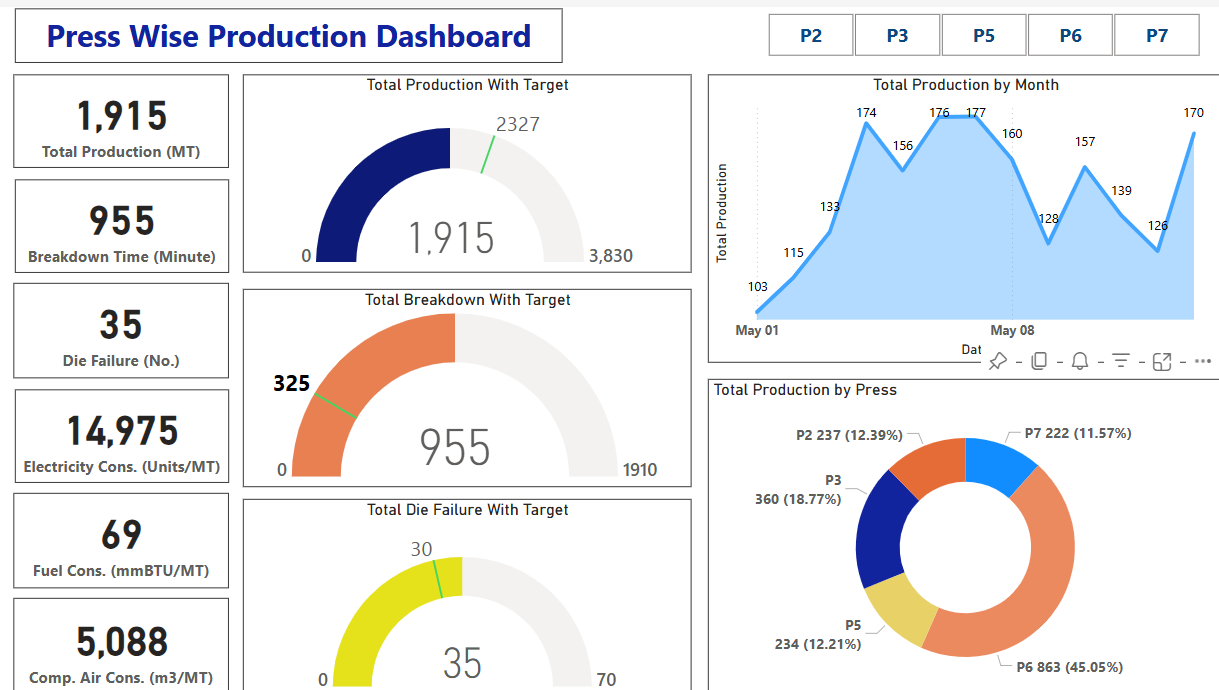 Press Wise Production Dashboard
P2
P3
P5
P6
P7
1,915
Total Production (MT)
955
Breakdown Time (Minute)
35
Die Failure (No.)
14,975
Electricity Cons. (Units/MT)
69
Fuel Cons. (mmBTU/MT)
5,088
Comp. Air Cons. (m3/MT)
Total Production With Target
2327
1,915
0
3,830
Total Breakdown With Target
325
955
0
1910
Total Die Failure With Target
30
35
0
70
Total Production by Month
Total Production
103
115
133
174
156
176
177
160
128
157
139
126
170
May 01
May 08
Dat
Total Production by Press
P2 237 (12.39%)
P7 222 (11.57%)
P3
360 (18.77%)
P5
234 (12.21%)
P6 863 (45.05%)